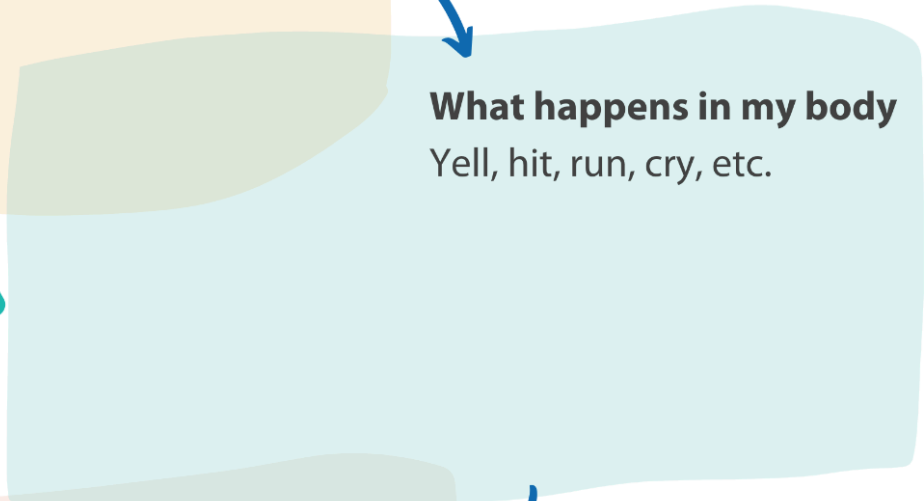 What happens in my body
Yell, hit, run, cry, etc.